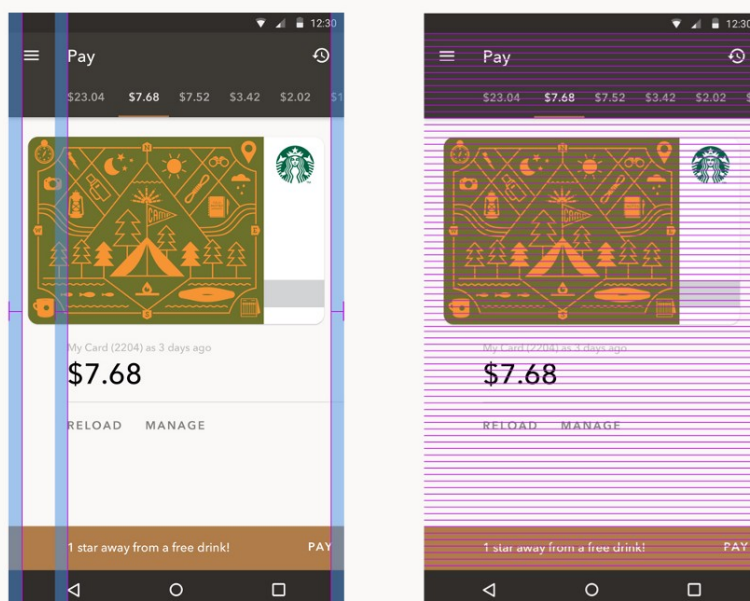 12:30
Pay
$23.04 $7.68 $7.52 $3.42 $2.02
CAMP
My Card (2204) as 3 days ago
$7.68
RELOAD MANAGE
1 star away from a free drink! PAY
12:30
Pay
$23.04 $7.68 $7.52 $3.42 $2.02
CAMP
My Card (2204) as 3 days ago
$7.68
RELOAD MANAGE
1 star away from a free drink! PAY